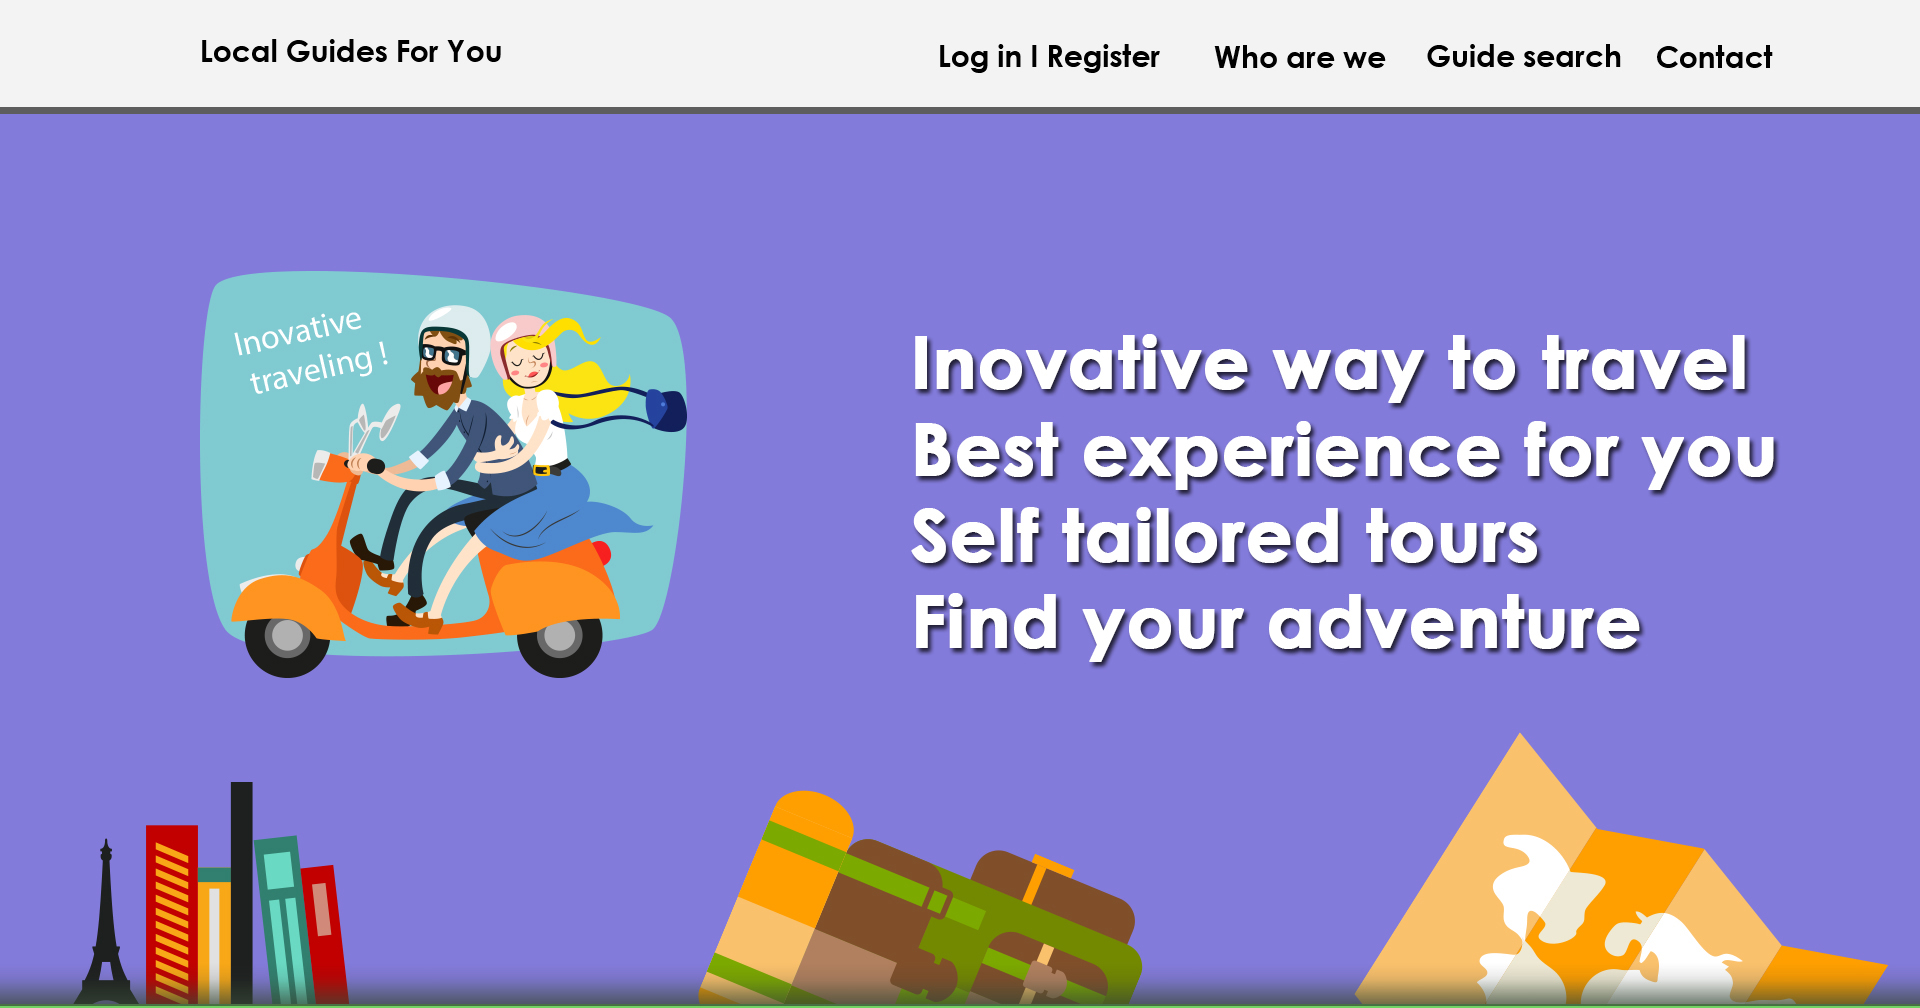 Local Guides For You
Log in I Register
Who are we
Guide search
Contact
Inovative
traveling !
Inovative way to travel
Best experience for you
Self tailored tours
Find your adventure